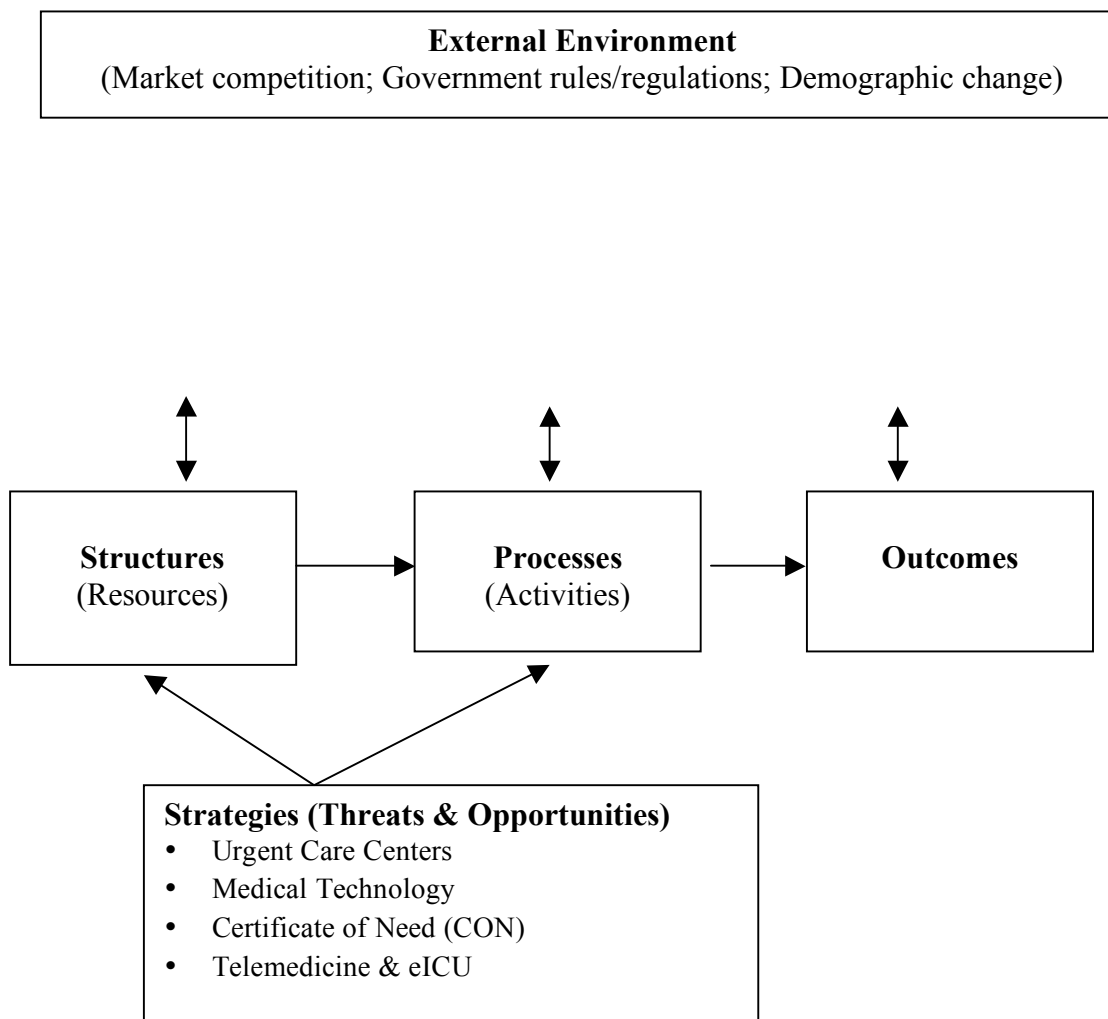 External Environment
(Market competition; Government rules/regulations; Demographic change)
Structures
(Resources)
Processes
(Activities)
Outcomes
Strategies (Threats & Opportunities)
• Urgent Care Centers
• Medical Technology
• Certificate of Need (CON)
• Telemedicine & eICU